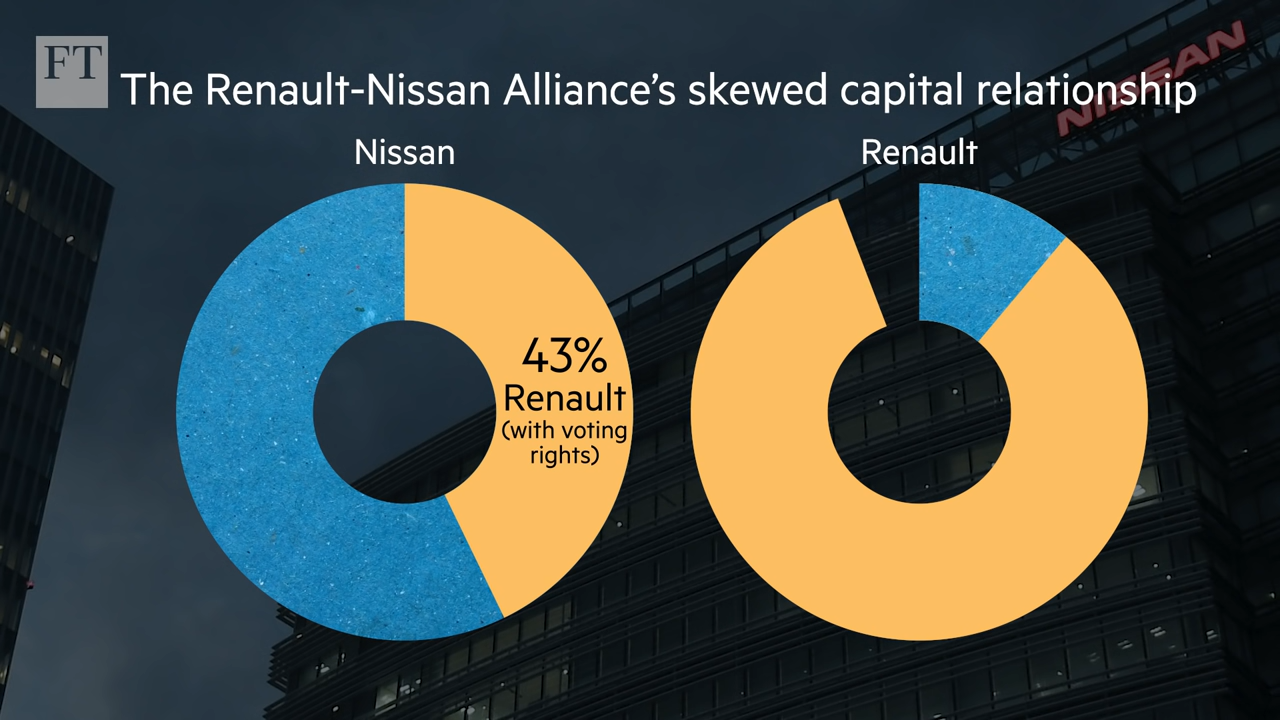 FT
The Renault-Nissan Alliance’s skewed capital relationship
NISSAN
Nissan
Renault
43%
Renault
(with voting
rights)